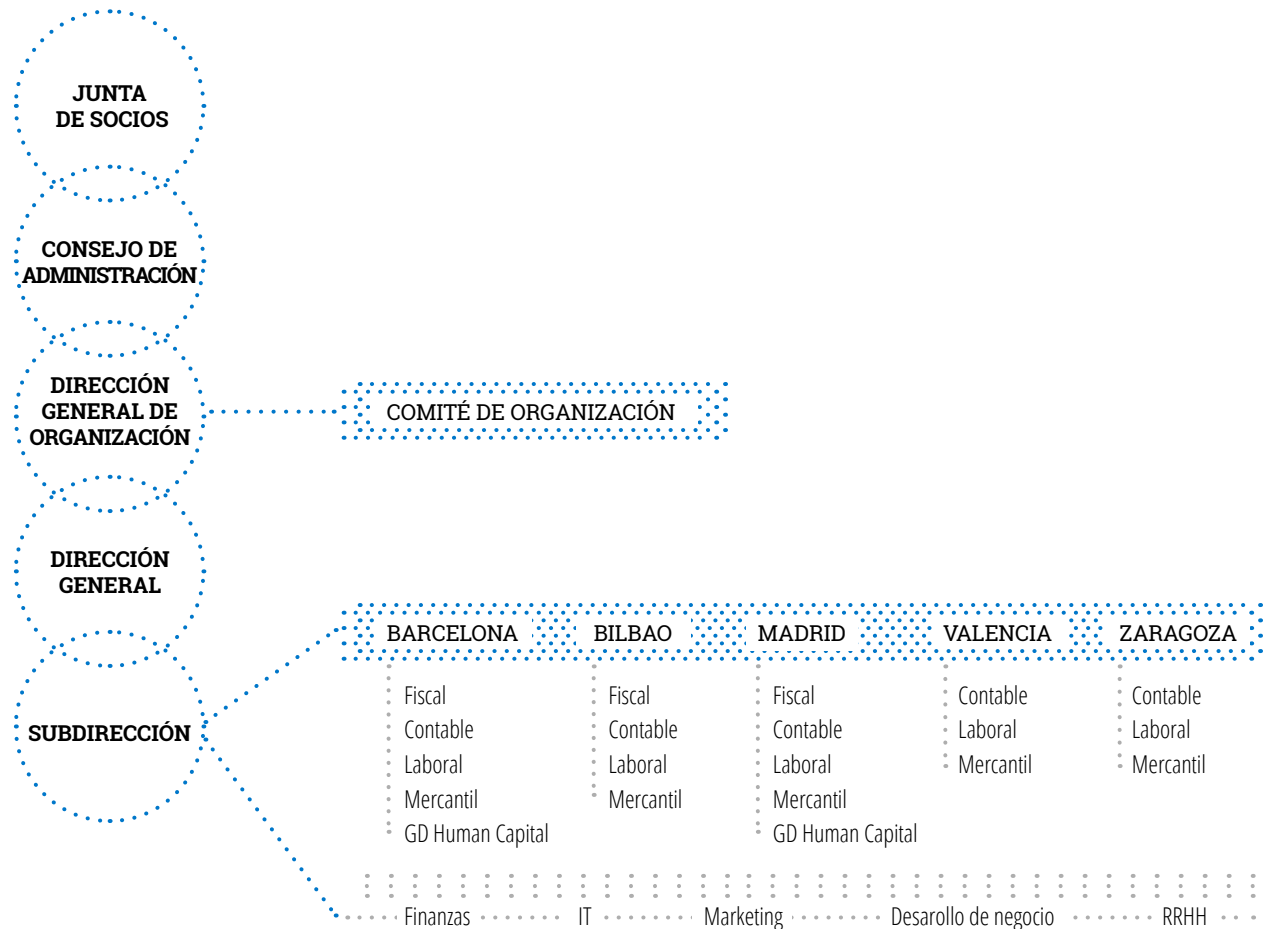 JUNTA
DE SOCIOS
CONSEJO DE
ADMINISTRACIÓN
DIRECCIÓN
GENERAL DE
ORGANIZACIÓN
COMITÉ DE ORGANIZACIÓN
DIRECCIÓN
GENERAL
SUBDIRECCIÓN
BARCELONA
Fiscal
Contable
Laboral
Mercantil
GD Human Capital
BILBAO
Fiscal
Contable
Laboral
Mercantil
MADRID
Fiscal
Contable
Laboral
Mercantil
GD Human Capital
VALENCIA
Contable
Laboral
Mercantil
ZARAGOZA
Contable
Laboral
Mercantil
Finanzas
IT
Marketing
Desarollo de negocio
RRHH